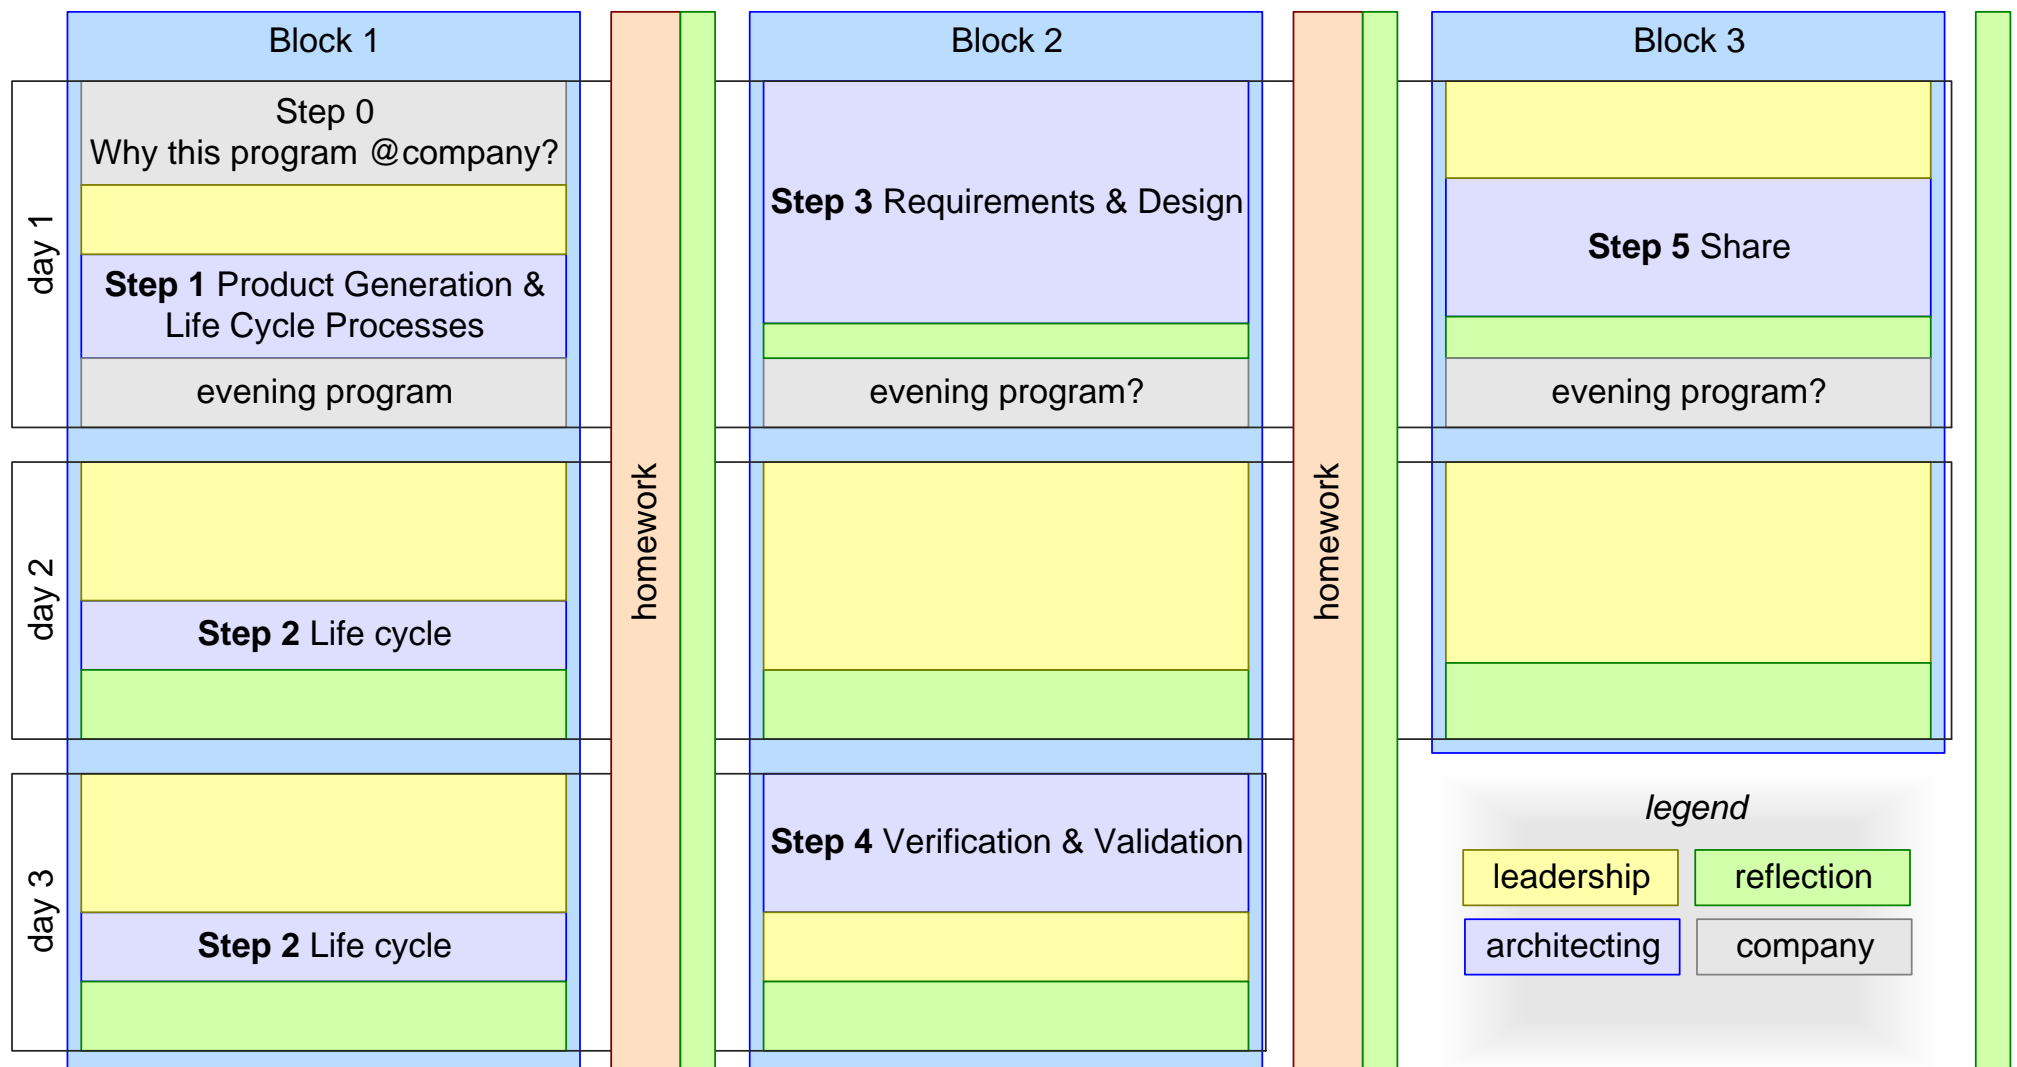 Block 1
Block 2
Block 3
day 1
Step 0
Why this program @company?
Step 1 Product Generation &
Life Cycle Processes
evening program
Step 3 Requirements & Design
evening program?
Step 5 Share
evening program?
homework
homework
day 2
Step 2 Life cycle
day 3
Step 2 Life cycle
Step 4 Verification & Validation
legend
leadership
reflection
architecting
company